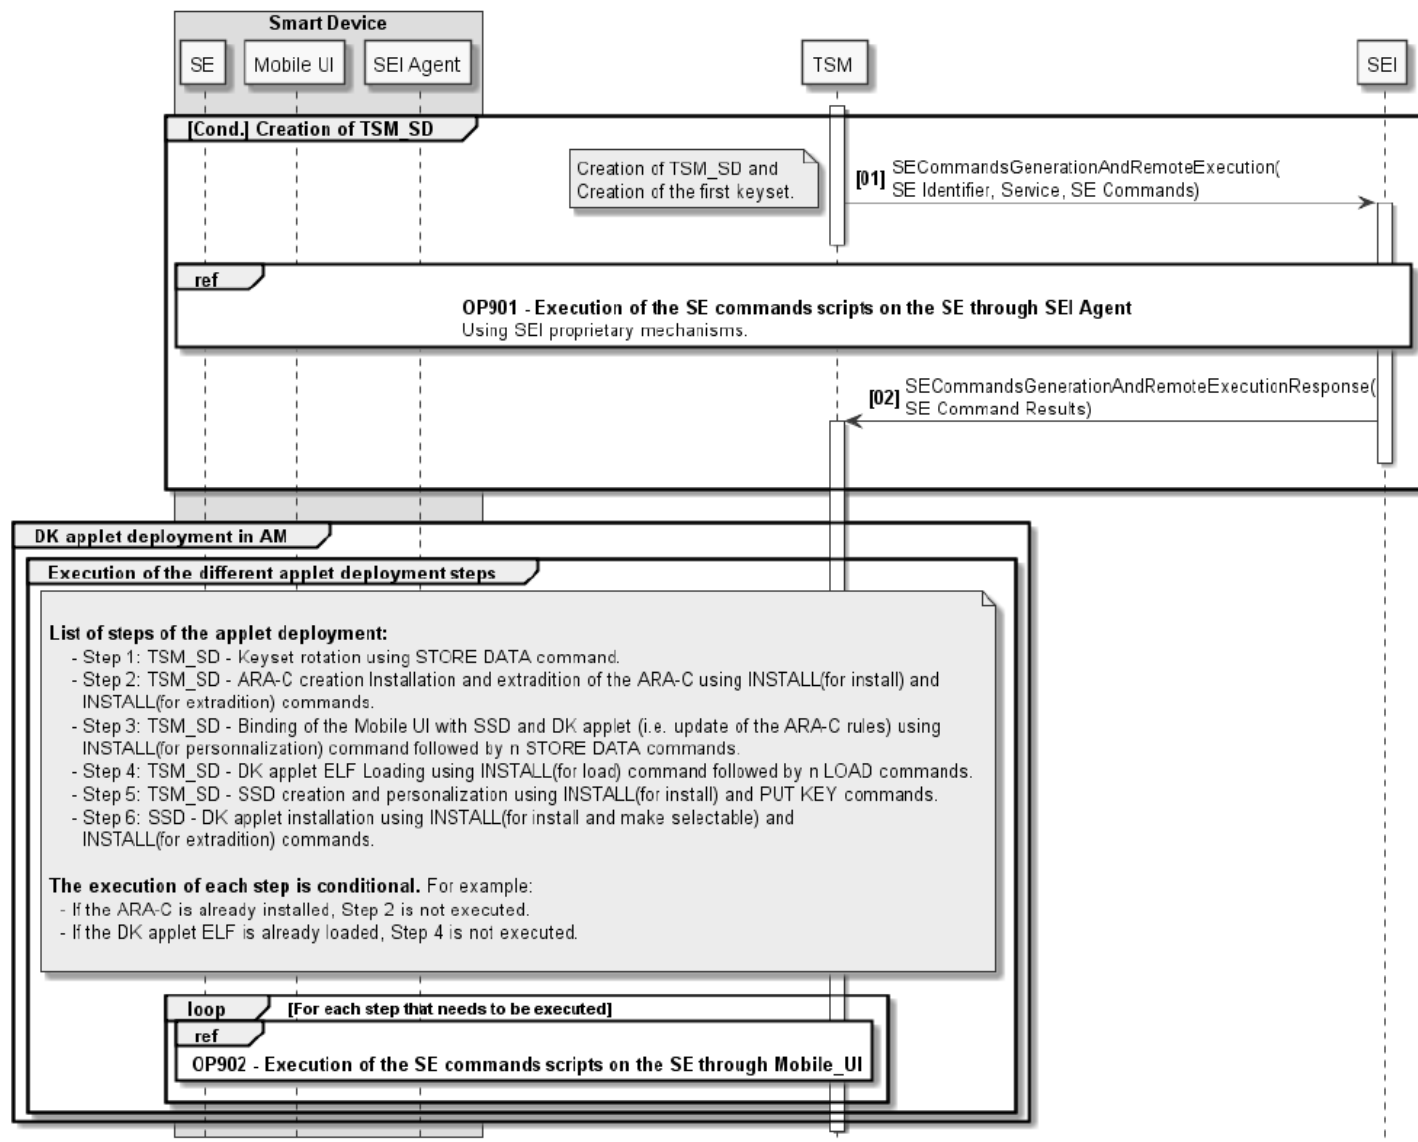 Smart Device
SE
Mobile UI
SEI Agent
TSM
SEI
[Cond.] Creation of TSM_SD
Creation of TSM_SD and
Creation of the first keyset.
[01] SECommandsGenerationAndRemoteExecution(
SE Identifier, Service, SE Commands)
ref
OP901 - Execution of the SE commands scripts on the SE through SEI Agent
Using SEI proprietary mechanisms.
[02] SECommandsGenerationAndRemoteExecutionResponse(
SE Command Results)
DK applet deployment in AM
Execution of the different applet deployment steps
List of steps of the applet deployment:
- Step 1: TSM_SD - Keyset rotation using STORE DATA command.
- Step 2: TSM_SD - ARA-C creation Installation and extradition of the ARA-C using INSTALL(for install) and
INSTALL(for extradition) commands.
- Step 3: TSM_SD - Binding of the Mobile UI with SSD and DK applet (i.e. update of the ARA-C rules) using
INSTALL(for personnalization) command followed by n STORE DATA commands.
- Step 4: TSM_SD - DK applet ELF Loading using INSTALL(for load) command followed by n LOAD commands.
- Step 5: TSM_SD - SSD creation and personalization using INSTALL(for install) and PUT KEY commands.
- Step 6: SSD - DK applet installation using INSTALL(for install and make selectable) and
INSTALL(for extradition) commands.
The execution of each step is conditional. For example:
- If the ARA-C is already installed, Step 2 is not executed.
- If the DK applet ELF is already loaded, Step 4 is not executed.
loop [For each step that needs to be executed]
ref
OP902 - Execution of the SE commands scripts on the SE through Mobile_UI